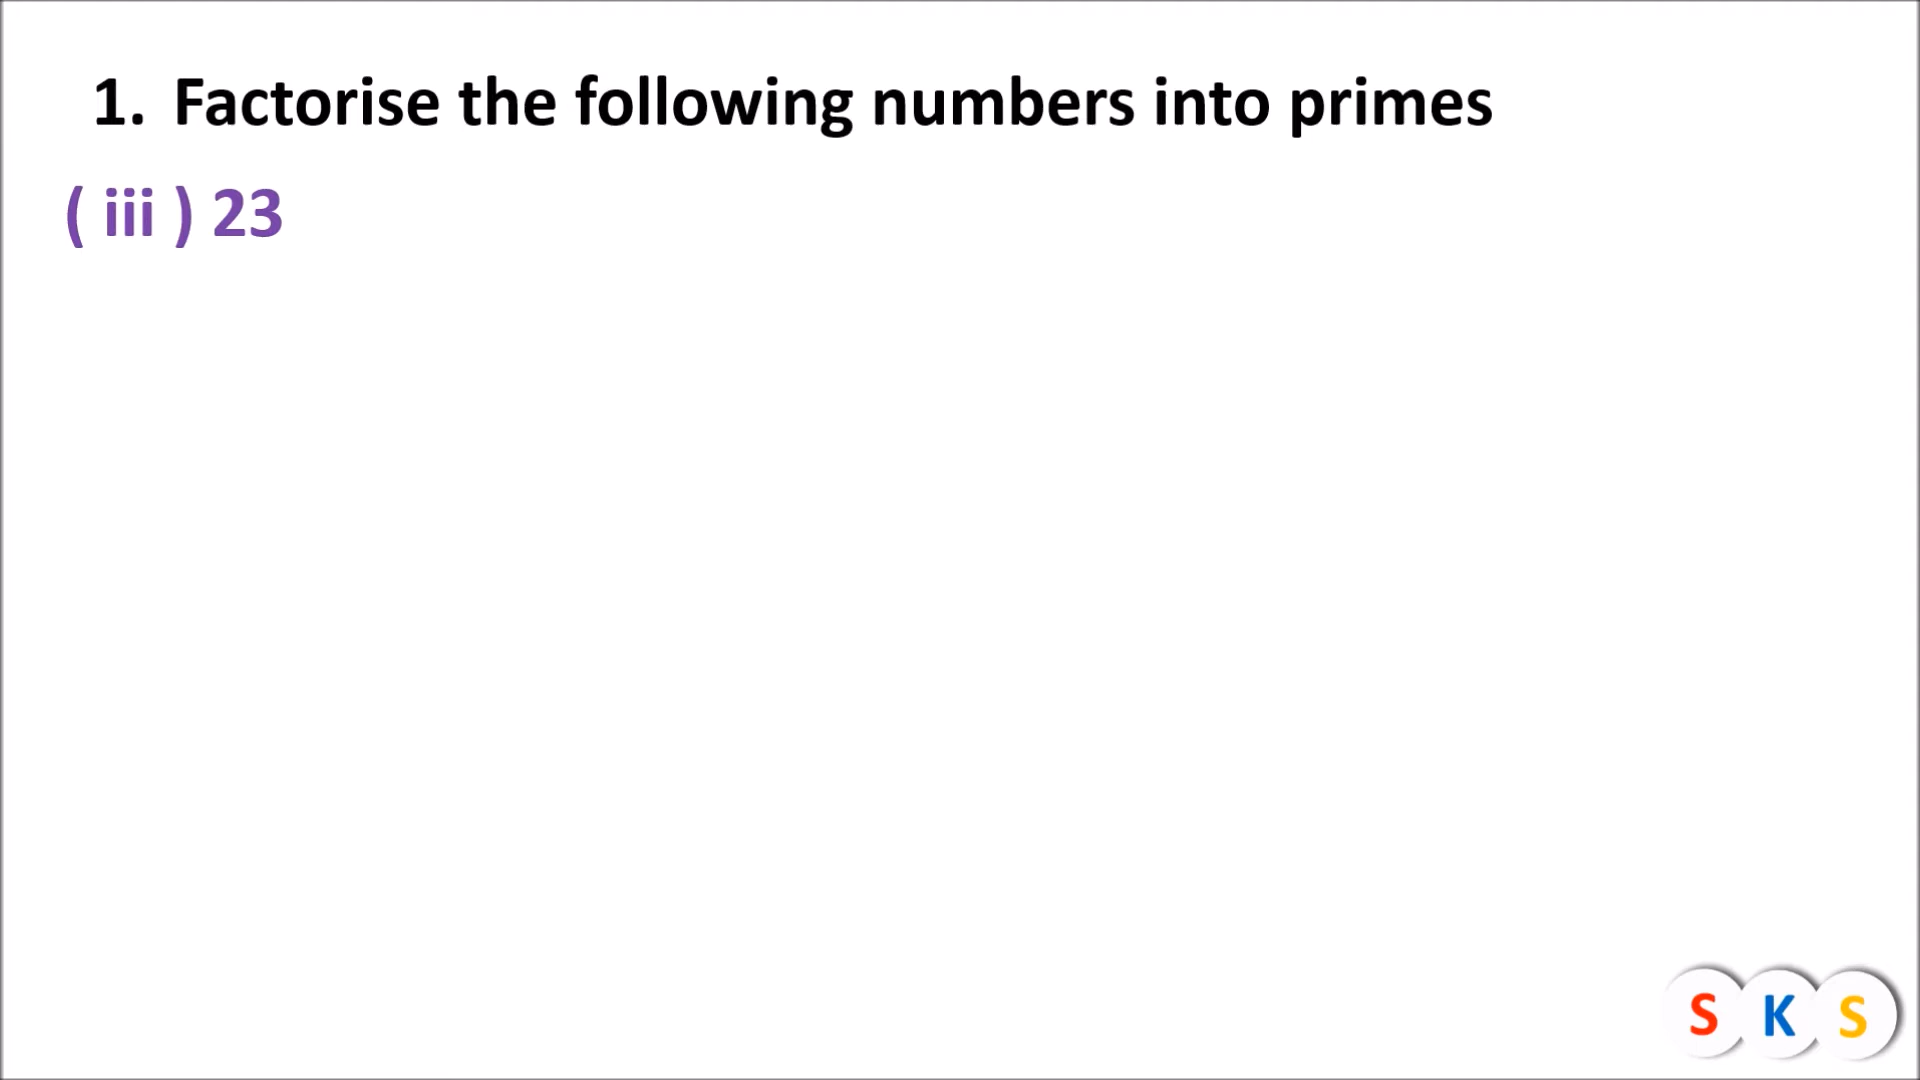 1. Factorise the following numbers into primes
( iii ) 23
S K S